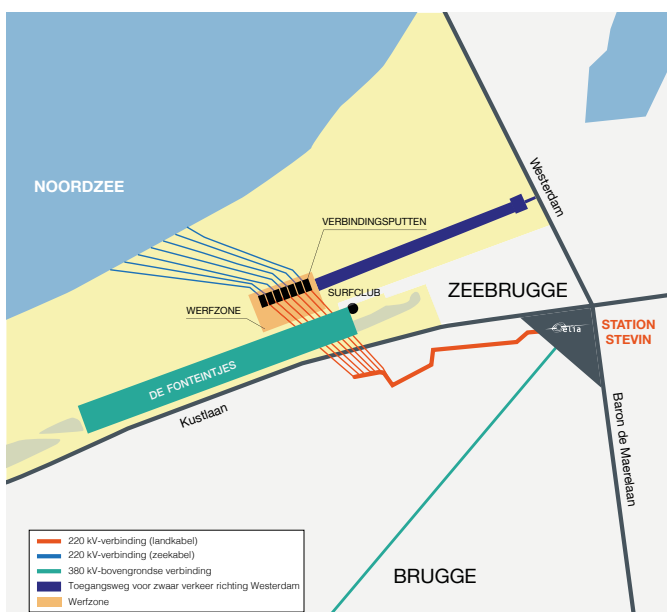 NOORDZEE
Westerdam
VERBINDINGSPUTTEN
SURFCLUB
ZEEBRUGGE
WERFZONE
elia
STATION
STEVIN
DE FONTEINTJES
Kustlaan
Baron de Maerelaan
BRUGGE
220 kV-verbinding (landkabel)
220 kV-verbinding (zeekabel)
380 kV-bovengrondse verbinding
Toegangsweg voor zwaar verkeer richting Westerdam
Werfzone